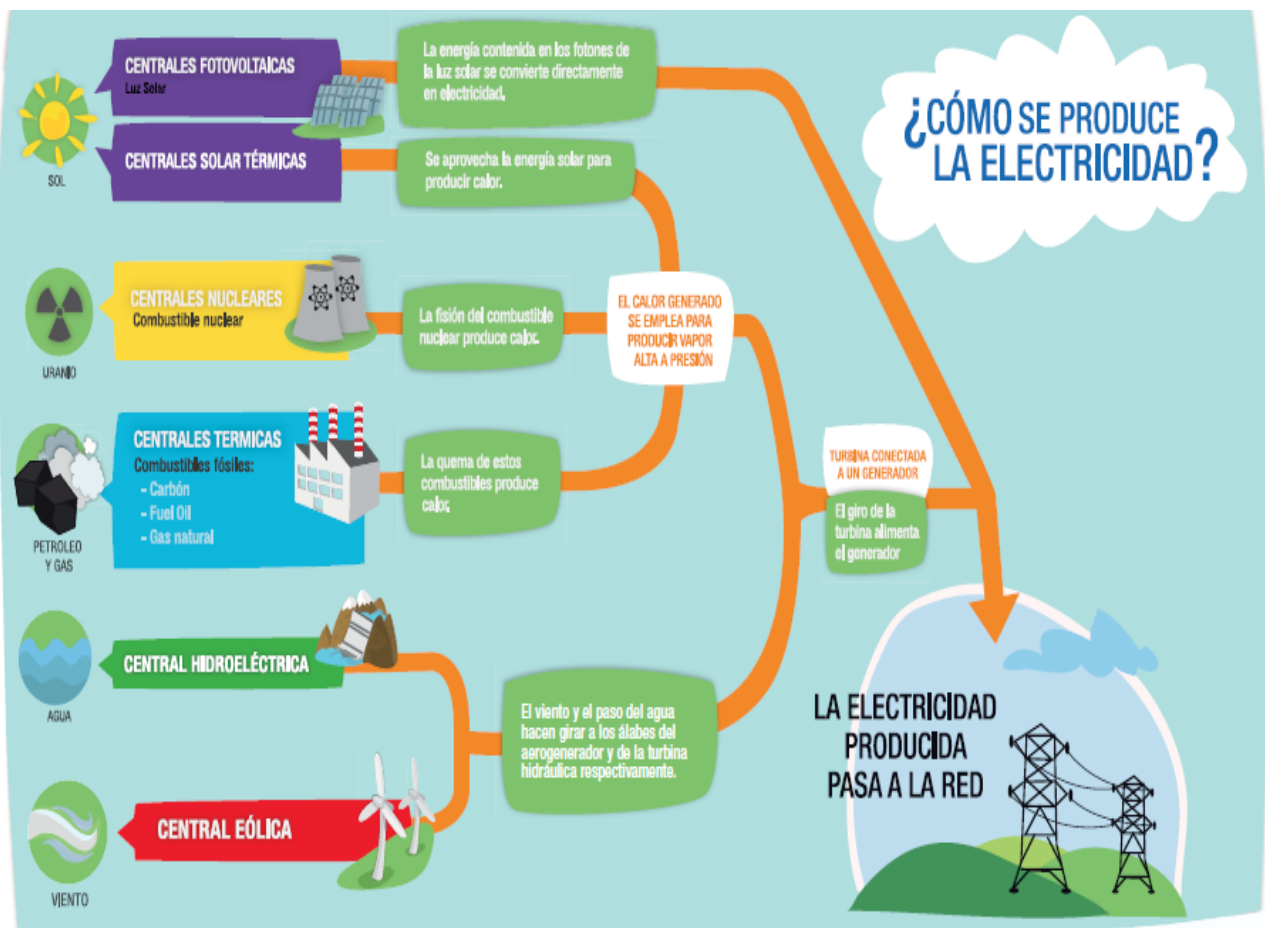 ¿CÓMO SE PRODUCE
LA ELECTRICIDAD?
SOL
CENTRALES FOTOVOLTAICAS
Luz Solar
La energía contenida en los fotones de
la luz solar se convierte directamente
en electricidad.
CENTRALES SOLAR TÉRMICAS
Se aprovecha la energía solar para
producir calor.
URANIO
CENTRALES NUCLEARES
Combustible nuclear
La fisión del combustible
nuclear produce calor.
EL CALOR GENERADO
SE EMPLEA PARA
PRODUCIR VAPOR
ALTA A PRESIÓN
PETROLEO
Y GAS
CENTRALES TERMICAS
Combustibles fósiles:
– Carbón
– Fuel Oil
– Gas natural
La quema de estos
combustibles produce
calor.
TURBINA CONECTADA
A UN GENERADOR
El giro de la
turbina alimenta
el generador
AGUA
CENTRAL HIDROELÉCTRICA
El viento y el paso del agua
hacen girar a los álabes del
aerogenerador y de la turbina
hidráulica respectivamente.
VIENTO
CENTRAL EÓLICA
LA ELECTRICIDAD
PRODUCIDA
PASA A LA RED